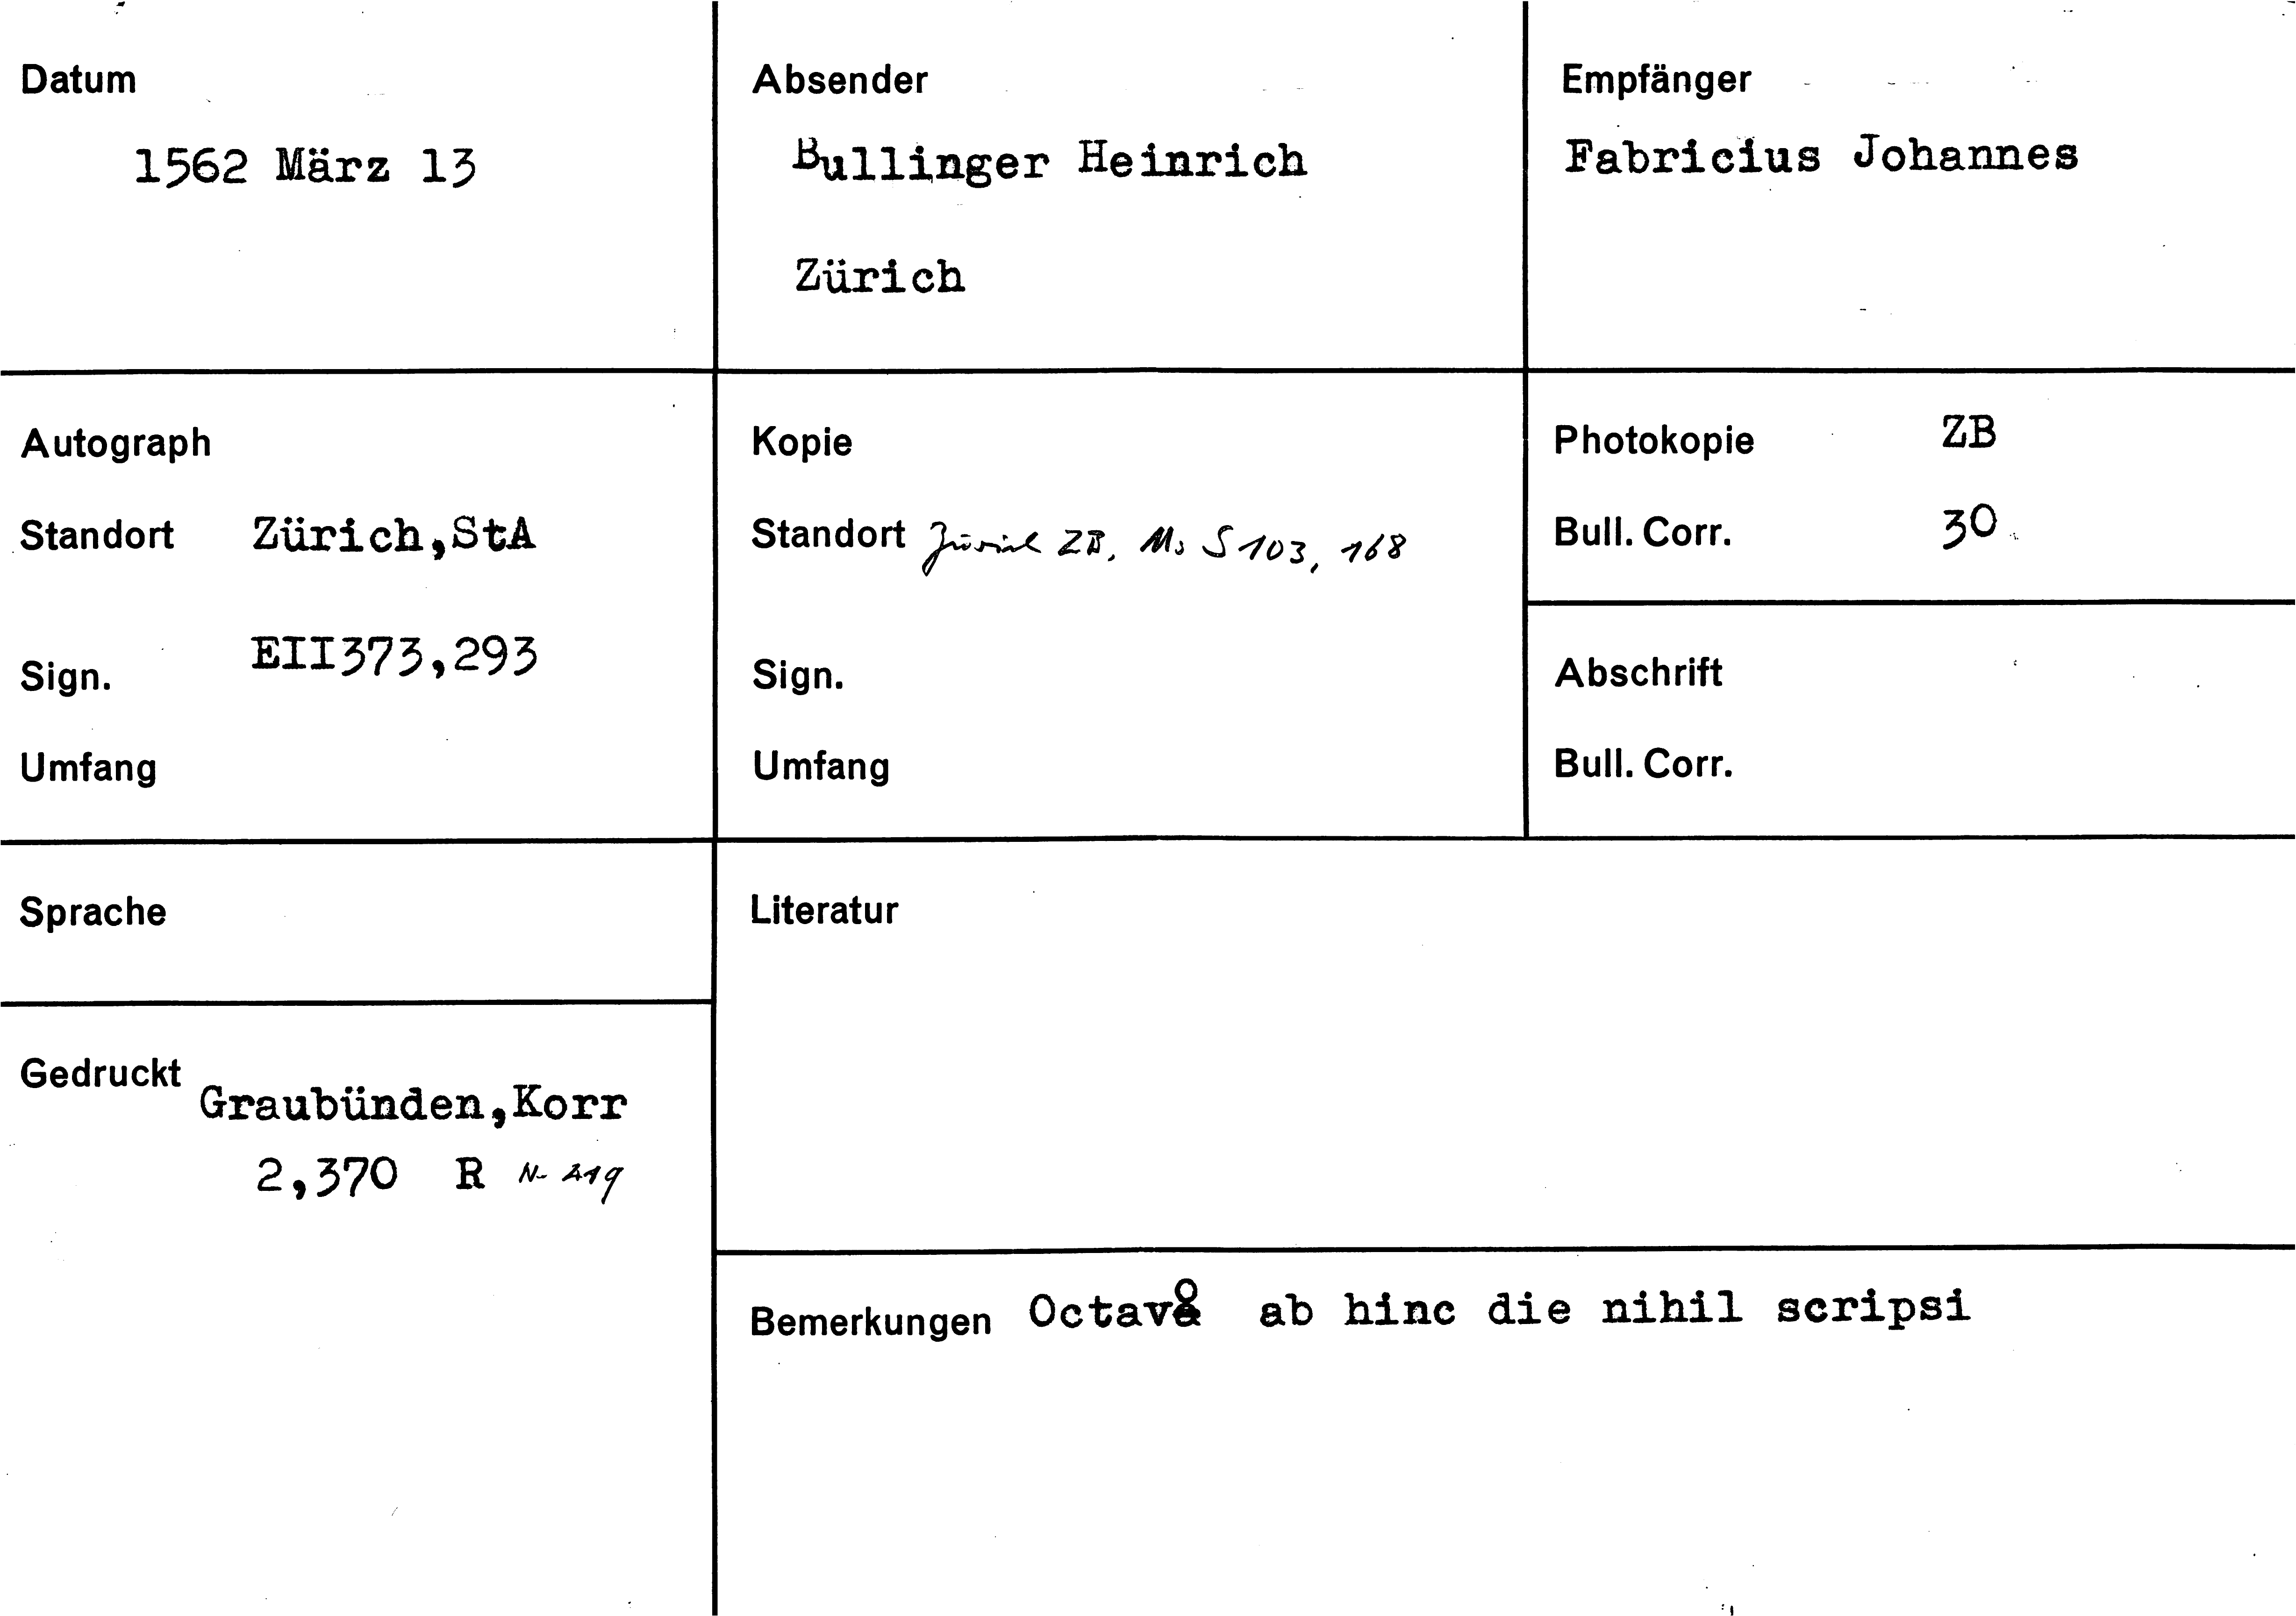 Datum
1562 März 13
Absender
Bullinger Heinrich
Zürich
Empfänger
Fabricius Johannes
Autograph
Standort Zürich,StA
Sign. EII373,293
Umfang
Kopie
Standort Zürich ZB, Ms S 103, 168
Sign.
Umfang
Photokopie ZB
Bull. Corr. 30
Abschrift
Bull. Corr.
Sprache
Literatur
Gedruckt
Graubünden,Korr
2,370 R
Bemerkungen ab hinc die nihil scripsi